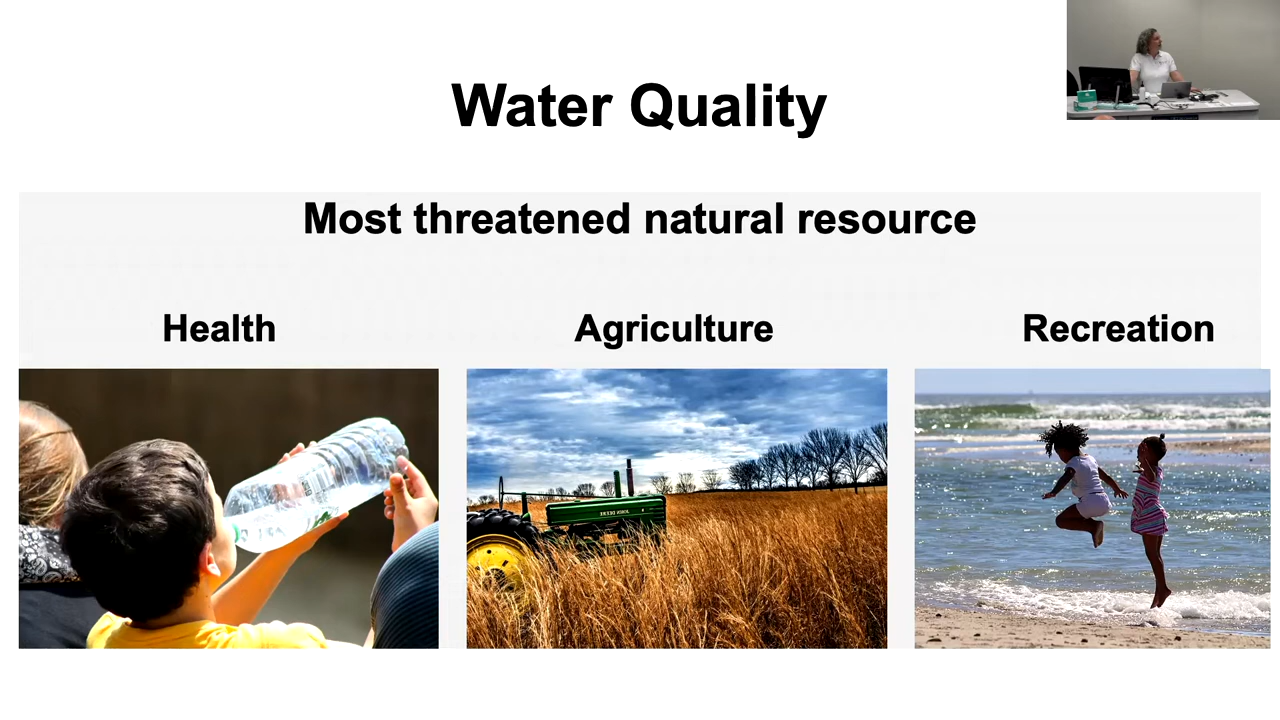 Water Quality
Most threatened natural resource
Health
Agriculture
Recreation